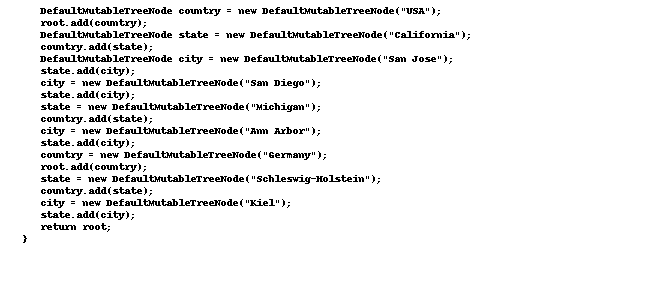 DefaultMutableTreeNode country = new DefaultMutableTreeNode("USA");
root.add(country);
DefaultMutableTreeNode state = new DefaultMutableTreeNode("California");
country.add(state);
DefaultMutableTreeNode city = new DefaultMutableTreeNode("San Jose");
state.add(city);
city = new DefaultMutableTreeNode("San Diego");
state.add(city);
state = new DefaultMutableTreeNode("Michigan");
country.add(state);
city = new DefaultMutableTreeNode("Ann Arbor");
state.add(city);
country = new DefaultMutableTreeNode("Germany");
root.add(country);
state = new DefaultMutableTreeNode("Schleswig-Holstein");
country.add(state);
city = new DefaultMutableTreeNode("Kiel");
state.add(city);
return root;
}